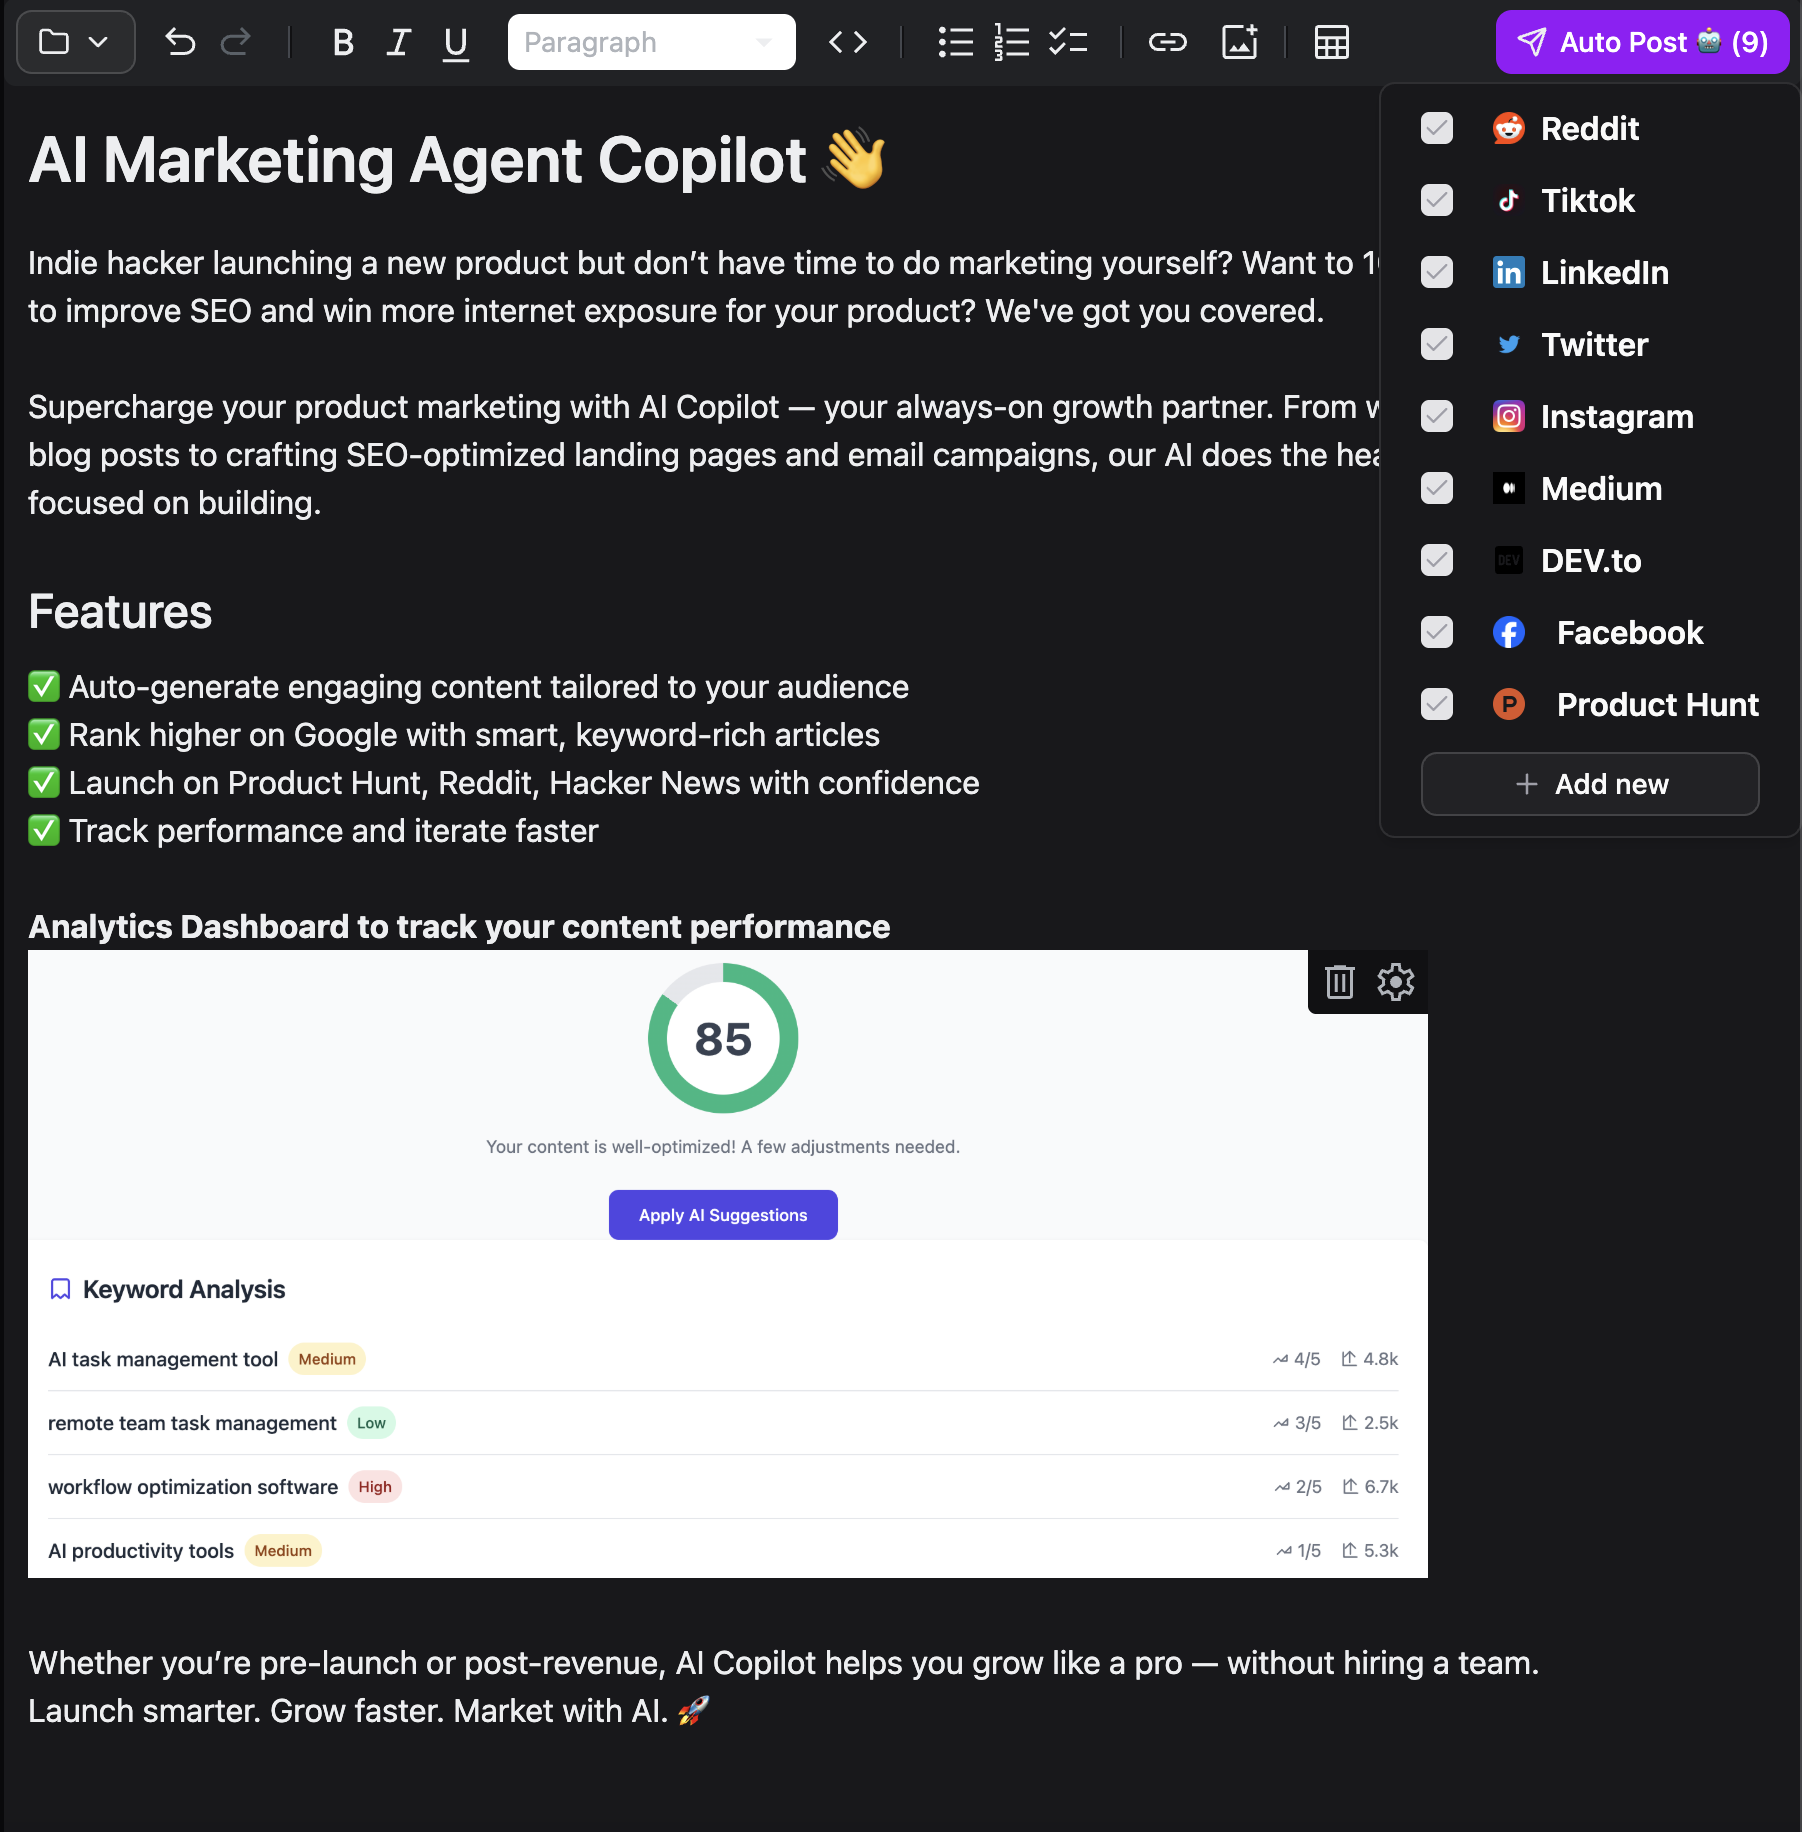 Paragraph
Auto Post 🤖 (9)
AI Marketing Agent Copilot 👋
Indie hacker launching a new product but don’t have time to do marketing yourself? Want to
to improve SEO and win more internet exposure for your product? We've got you covered.
Supercharge your product marketing with AI Copilot — your always-on growth partner. From
blog posts to crafting SEO-optimized landing pages and email campaigns, our AI does the
focused on building.
Reddit
Tiktok
LinkedIn
Twitter
Instagram
Medium
DEV DEV.to
Facebook
Product Hunt
Add new
Features
✅ Auto-generate engaging content tailored to your audience
✅ Rank higher on Google with smart, keyword-rich articles
✅ Launch on Product Hunt, Reddit, Hacker News with confidence
✅ Track performance and iterate faster
Analytics Dashboard to track your content performance
85
Your content is well-optimized! A few adjustments needed.
Apply AI Suggestions
Keyword Analysis
AI task management tool Medium 4/5 4.8k
remote team task management Low 3/5 2.5k
workflow optimization software High 2/5 6.7k
AI productivity tools Medium 1/5 5.3k
Whether you’re pre-launch or post-revenue, AI Copilot helps you grow like a pro — without hiring a team.
Launch smarter. Grow faster. Market with AI. 🚀